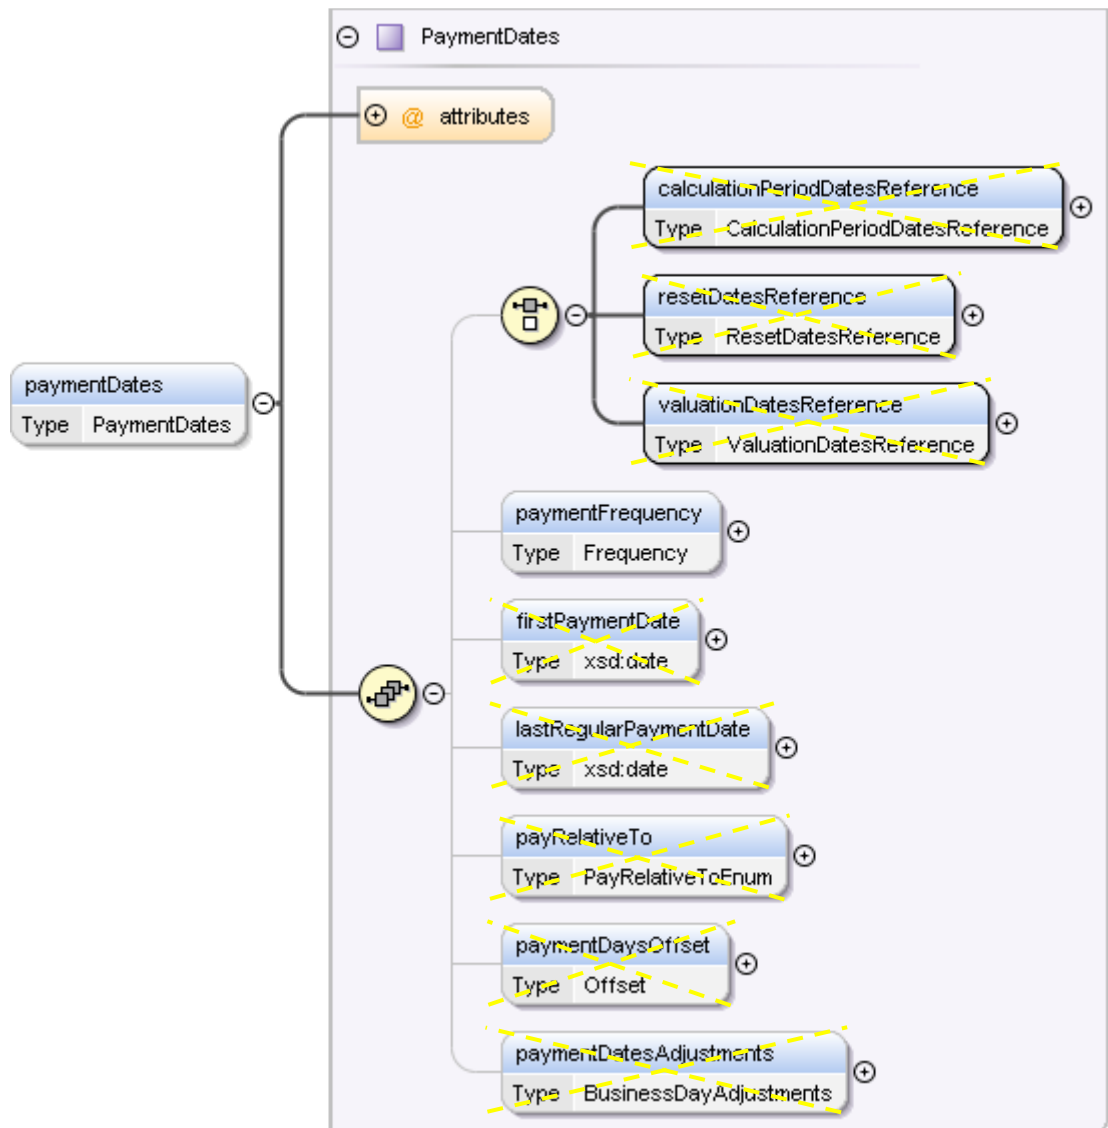 PaymentDates
@ attributes
calculationPeriodDatesReference
Type CalculationPeriodDatesReference
resetDatesReference
Type ResetDatesReference
valuationDatesReference
Type ValuationDatesReference
paymentDates
Type PaymentDates
paymentFrequency
Type Frequency
firstPaymentDate
Type xsd:date
lastRegularPaymentDate
Type xsd:date
payRelativeTo
Type PayRelativeToEnum
paymentDaysOffset
Type Offset
paymentDatesAdjustments
Type BusinessDayAdjustments